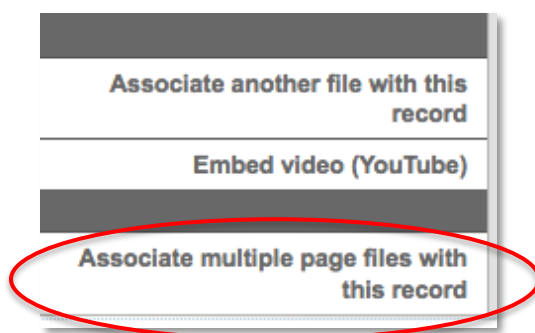 Associate another file with this
record
Embed video (YouTube)
Associate multiple page files with
this record